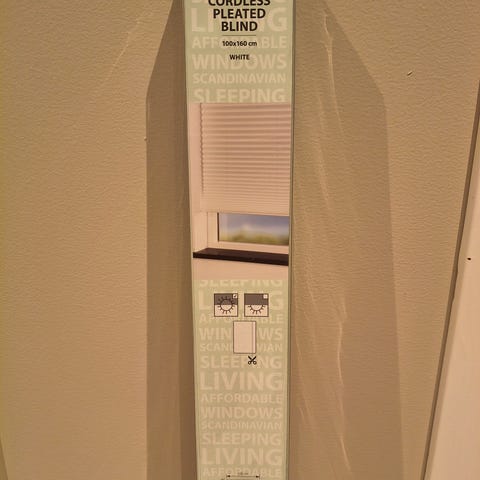 CORDLESS
PLEATED
BLIND
LIVING
100x160 cm
AFFORDABLE
WHITE
WINDOWS
SCANDINAVIAN
SLEEPING
SLEEPING
LIVING
AFFORDABLE
WINDOWS
SCANDINAVIAN
SLEEPING
LIVING
AFFORDABLE
WINDOWS
SCANDINAVIAN
SLEEPING
LIVING
AFFORDABLE